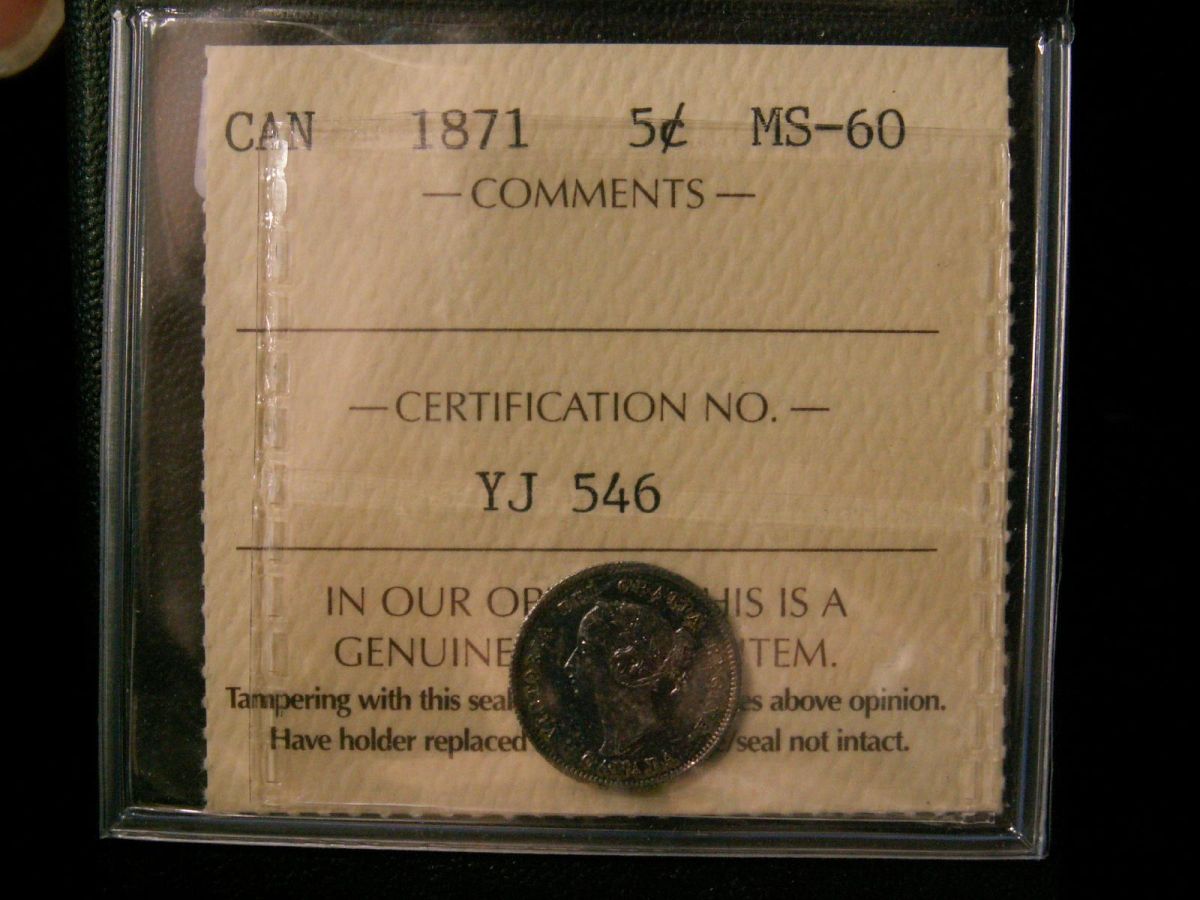 CAN 1871 5¢ MS-60
— COMMENTS —
— CERTIFICATION NO. —
YJ 546
IN OUR OP HIS IS A
GENUINE ITEM.
Tampering with this seal es above opinion.
Have holder replaced /seal not intact.
CANADA